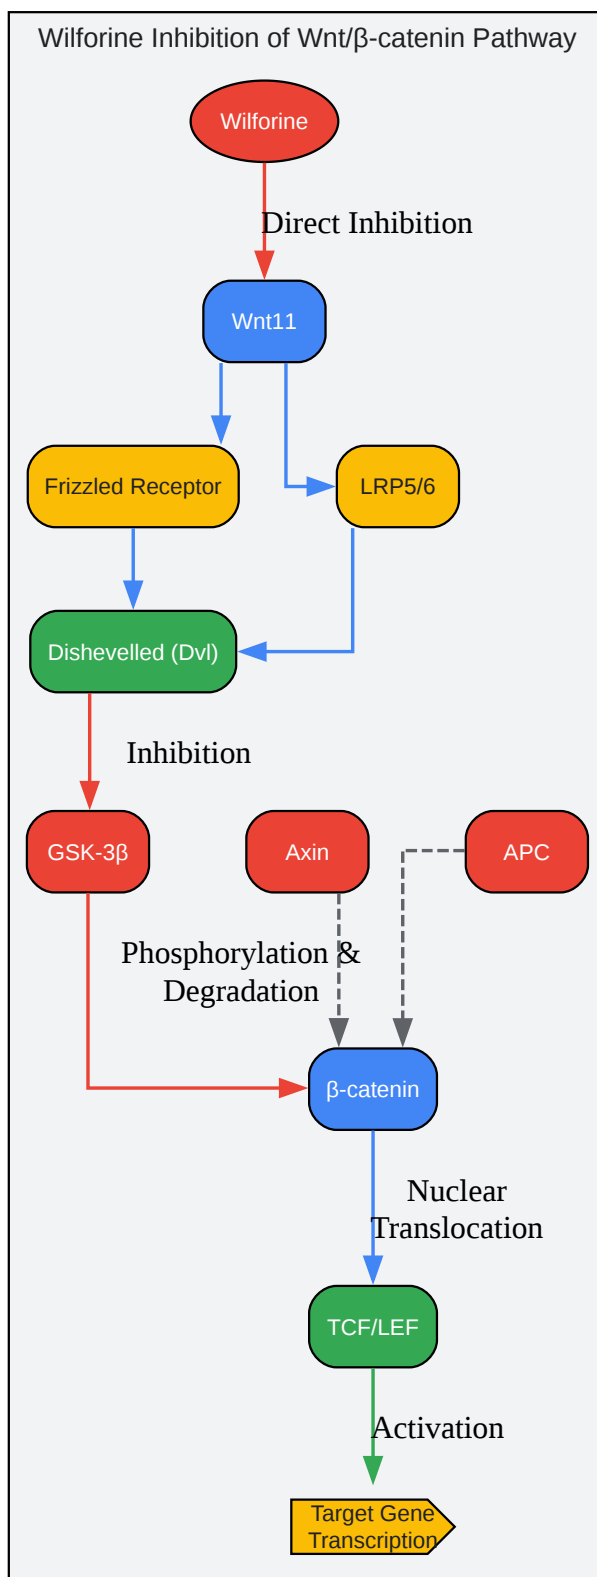 Wilforine Inhibition of Wnt/β-catenin Pathway
Wilforine
Direct Inhibition
Wnt11
Frizzled Receptor
LRP5/6
Dishevelled (Dvl)
Inhibition
GSK-3β
Axin
APC
Phosphorylation &
Degradation
β-catenin
Nuclear
Translocation
TCF/LEF
Activation
Target Gene
Transcription